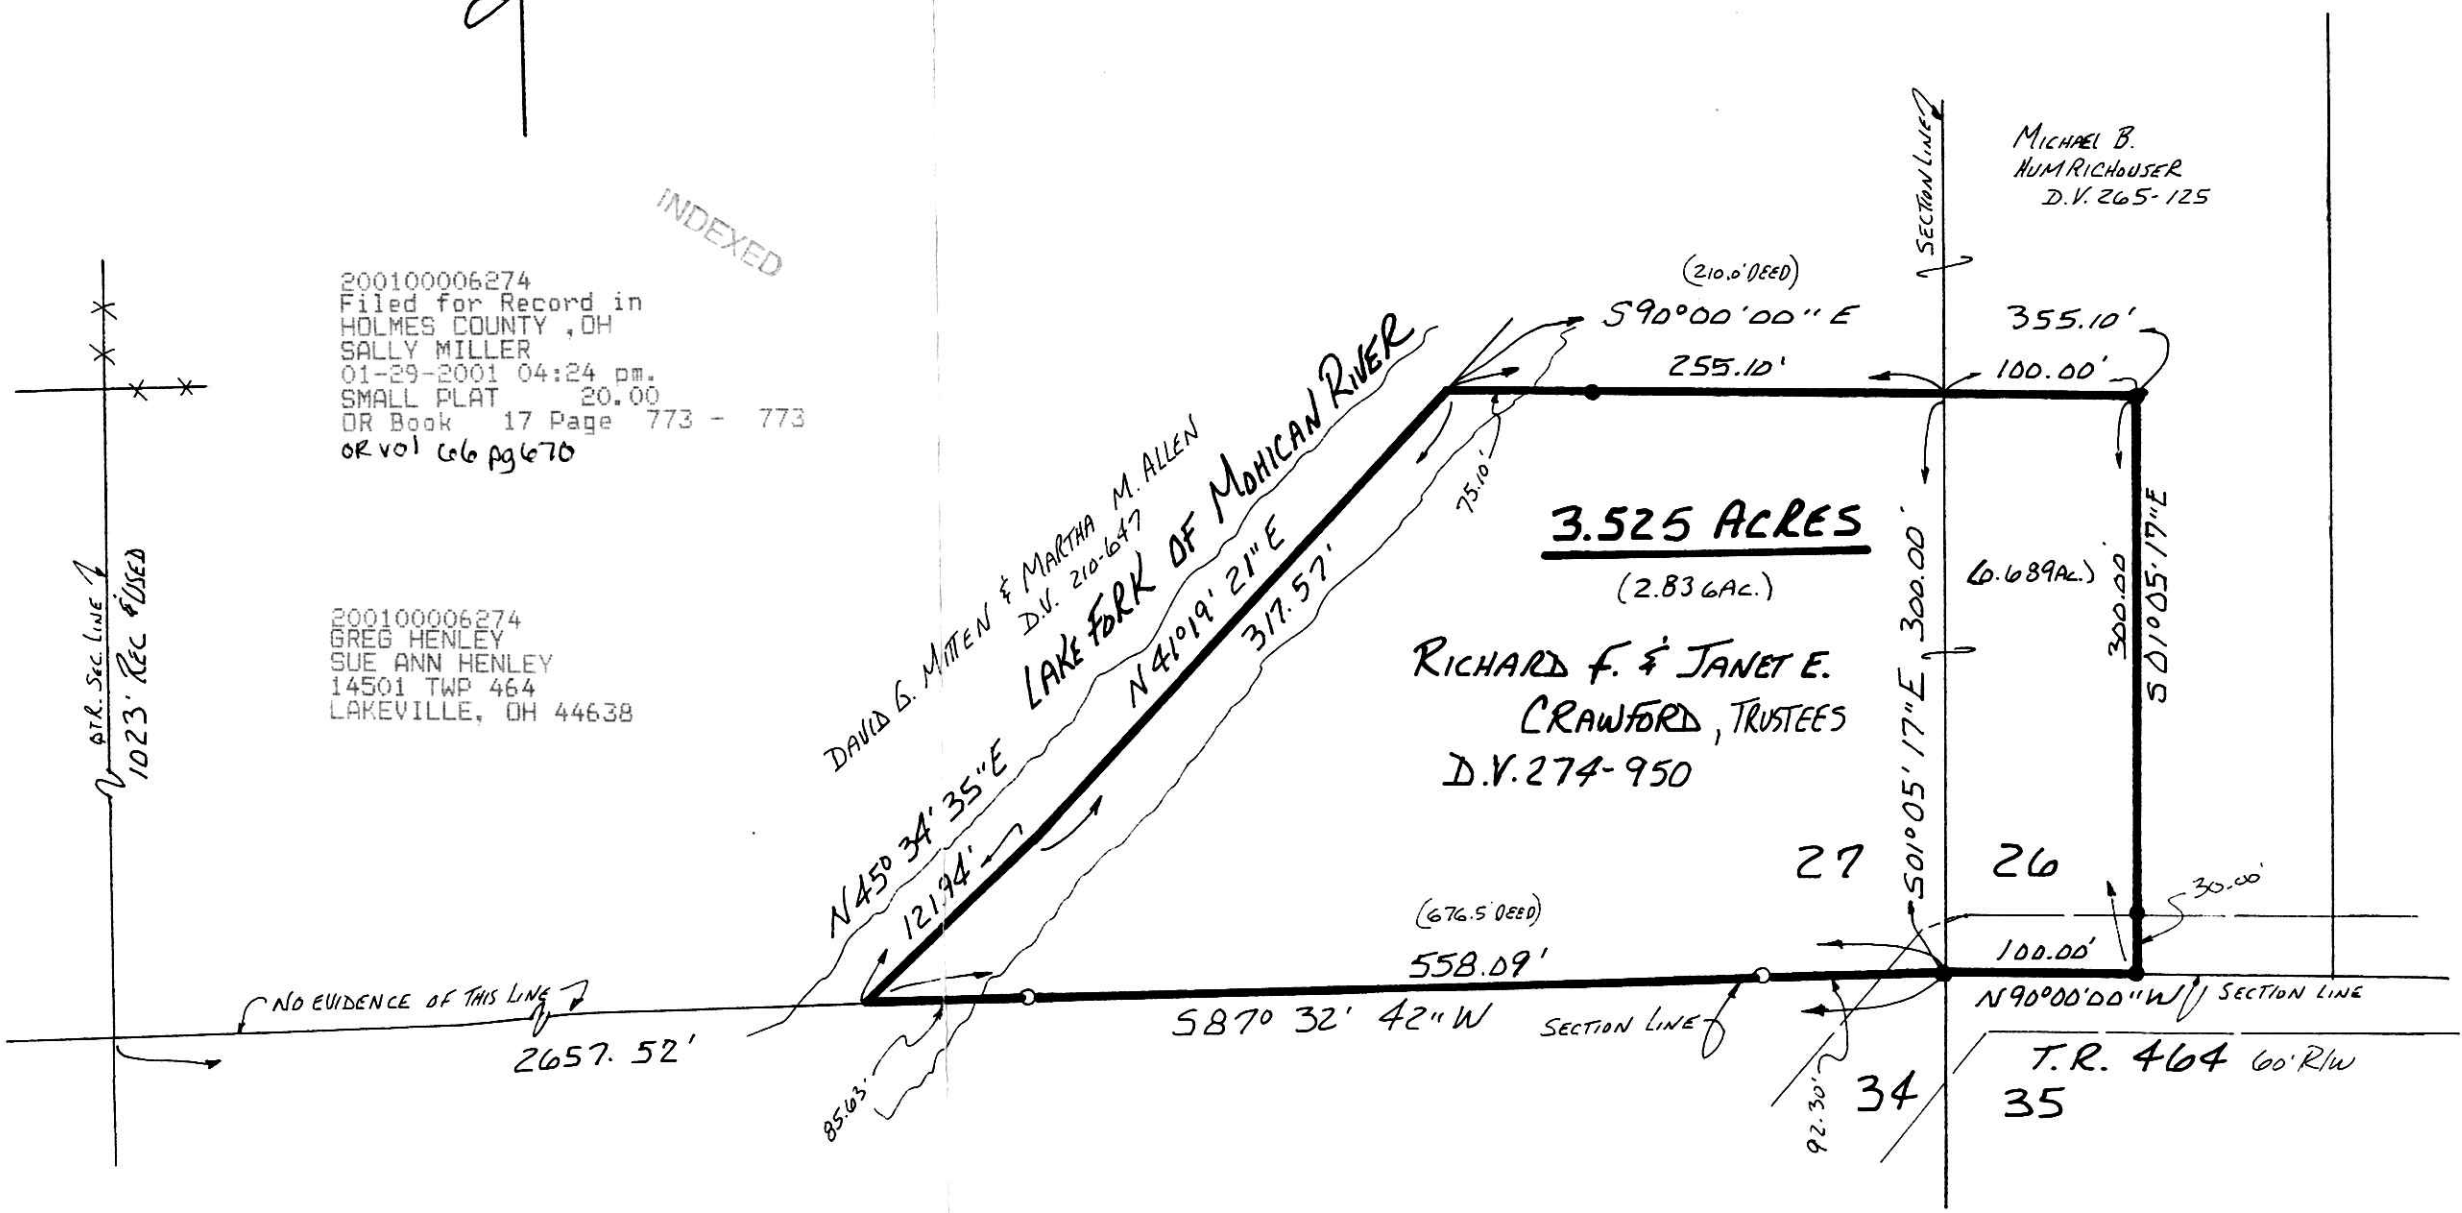 INDEXED
200100006274
Filed for Record in
HOLMES COUNTY ,OH
SALLY MILLER
01-29-2001 04:24 pm.
SMALL PLAT 20.00
OR Book 17 Page 773 - 773
OR vol 66 pg 670
200100006274
GREG HENLEY
SUE ANN HENLEY
14501 TWP 464
LAKEVILLE, OH 44638
QTR. SEC. LINE
1023' REC & USED
NO EVIDENCE OF THIS LINE
2657.52'
DAVID G. MITTEN & MARTHA M. ALLEN
D.V. 210-647
LAKE FORK OF MOHICAN RIVER
N 45° 34' 35" E
121.94'
N 41° 19' 21" E
317.57'
(210.0' DEED)
S 90° 00' 00" E
255.10'
75.10'
355.10'
100.00'
SECTION LINE
MICHAEL B.
HUMRICHOUSER
D.V. 265-125
3.525 ACRES
(2.836 AC.)
(0.689 AC.)
RICHARD F. & JANET E.
CRAWFORD, TRUSTEES
D.V. 274-950
S 01° 05' 17" E 300.00'
300.00'
S 01° 05' 17" E
27
26
30.00'
(676.5' DEED)
558.09'
100.00'
S 87° 32' 42" W
SECTION LINE
N 90° 00' 00" W
SECTION LINE
85.63'
92.30'
34
35
T.R. 464 60' R/W